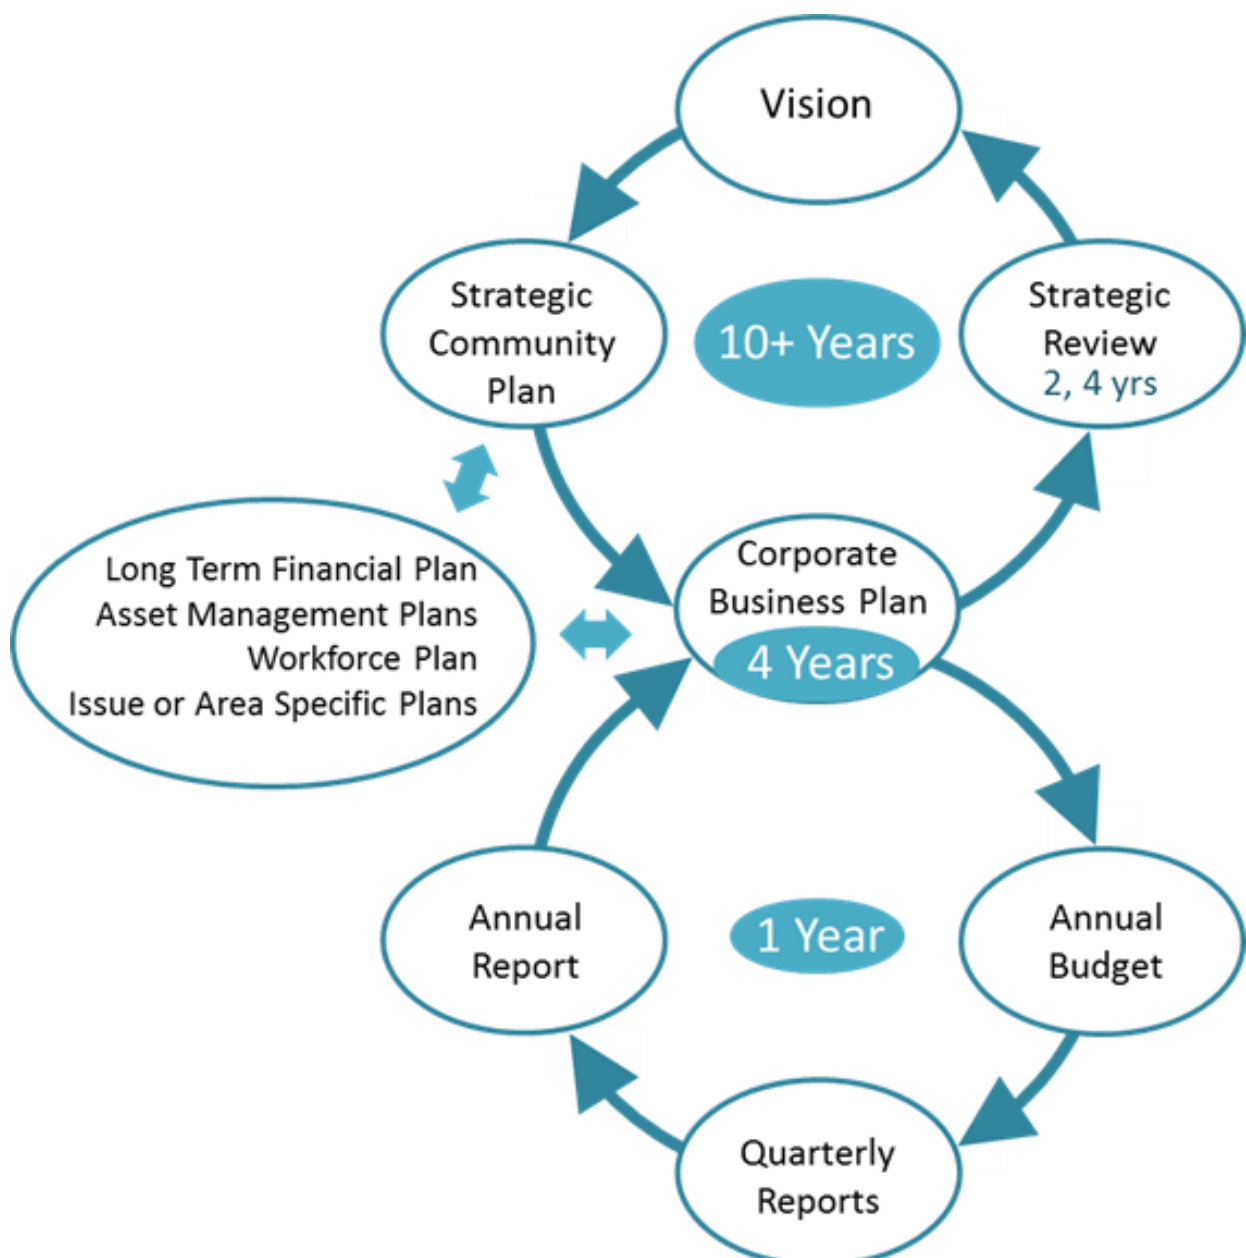 Vision
Strategic
Community
Plan
10+ Years
Strategic
Review
2, 4 yrs
Long Term Financial Plan
Asset Management Plans
Workforce Plan
Issue or Area Specific Plans
Corporate
Business Plan
4 Years
Annual
Report
1 Year
Annual
Budget
Quarterly
Reports